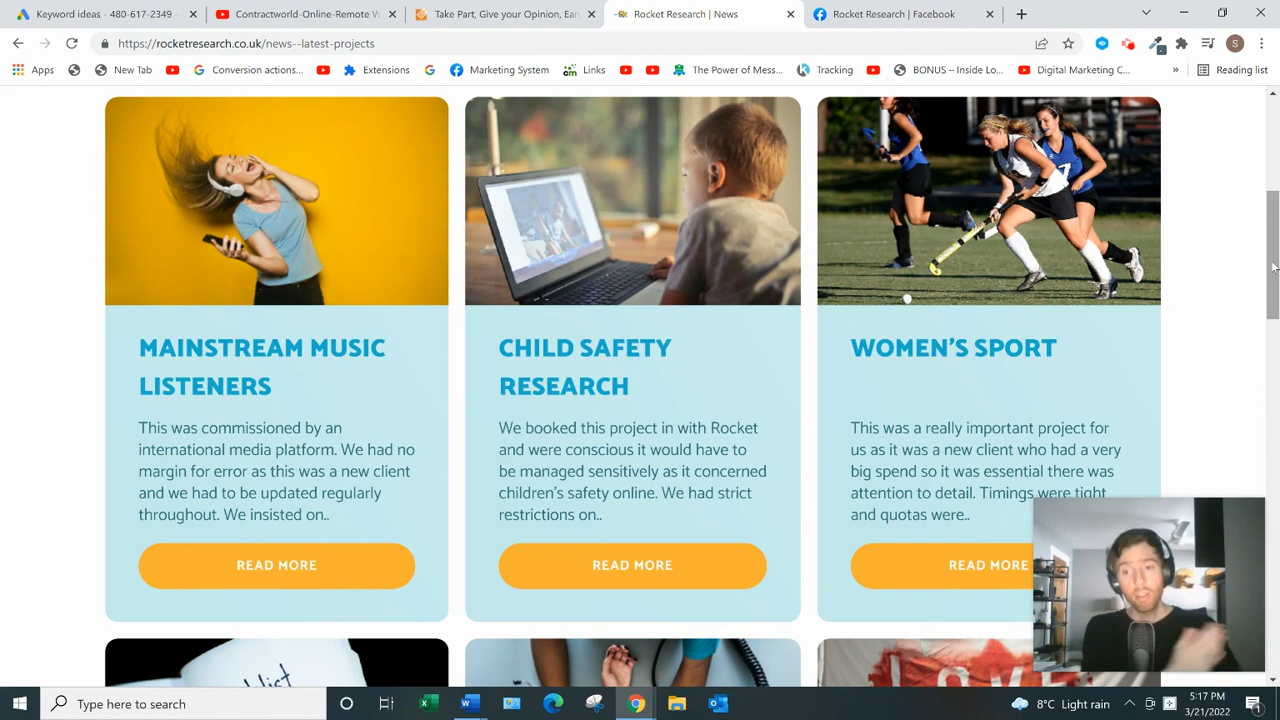 Keyword ideas - 480-617-2349 -
Contractworld-Online-Remote W
Take Part, Give your Opinion, Ear
Rocket Research | News
Rocket Research | Facebook
https://rocketresearch.co.uk/news--latest-projects
S
Apps
New Tab
Conversion actions...
Extensions
Marketing System
Links
The Power of Mess...
Tracking
BONUS – Inside Lo...
Digital Marketing C...
»
Reading list
MAINSTREAM MUSIC
LISTENERS
This was commissioned by an
international media platform. We had no
margin for error as this was a new client
and we had to be updated regularly
throughout. We insisted on..
READ MORE
CHILD SAFETY
RESEARCH
We booked this project in with Rocket
and were conscious it would have to
be managed sensitively as it concerned
children's safety online. We had strict
restrictions on..
READ MORE
WOMEN'S SPORT
This was a really important project for
us as it was a new client who had a very
big spend so it was essential there was
attention to detail. Timings were tight
and quotas were..
READ MORE
Type here to search
8°C Light rain
5:17 PM
3/21/2022
1